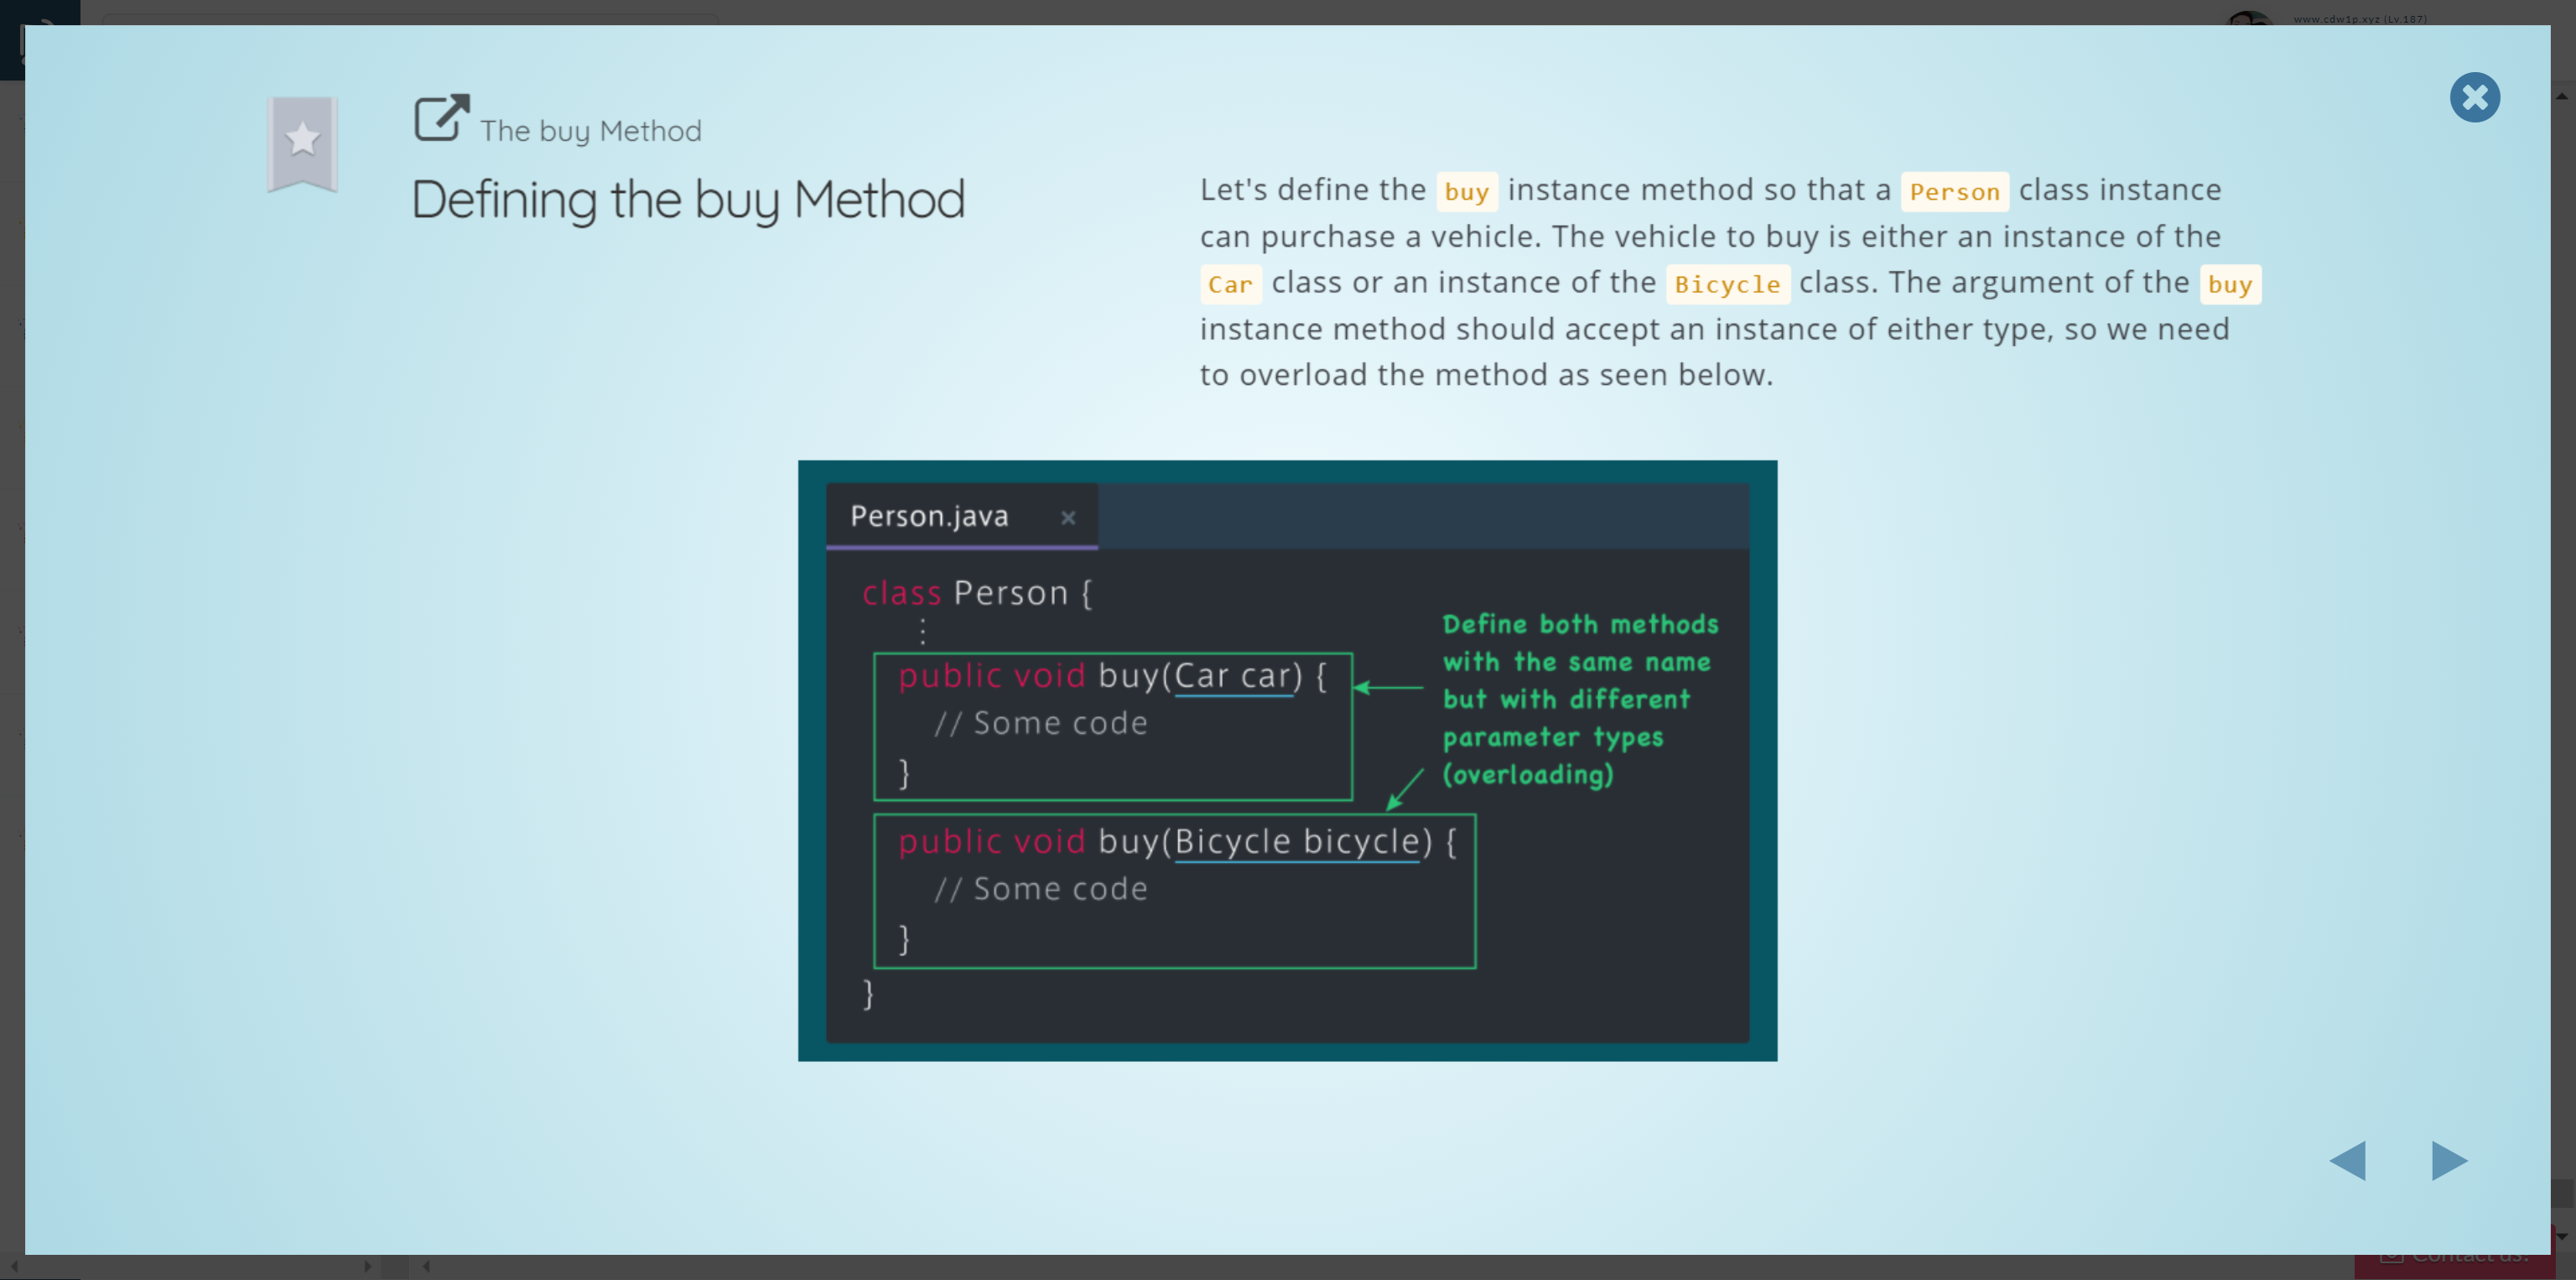 www.cdw1p.xyz (Lv.187)
The buy Method
Defining the buy Method
Let's define the buy instance method so that a Person class instance
can purchase a vehicle. The vehicle to buy is either an instance of the
Car class or an instance of the Bicycle class. The argument of the buy
instance method should accept an instance of either type, so we need
to overload the method as seen below.
Person.java ×
class Person {
⋮
public void buy(Car car) {
// Some code
}
public void buy(Bicycle bicycle) {
// Some code
}
}
Define both methods
with the same name
but with different
parameter types
(overloading)
Contact us!